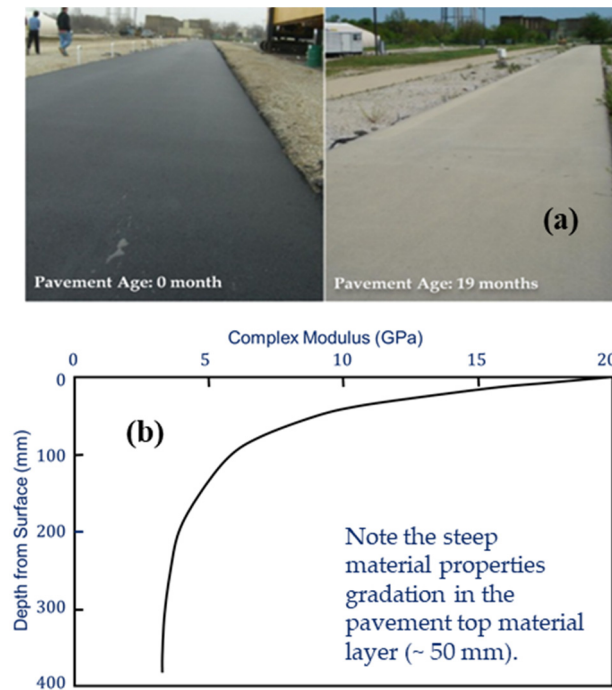 Pavement Age: 0 month
Pavement Age: 19 months
(a)
Complex Modulus (GPa)
0 5 10 15 20
0
100
200
300
400
Depth from Surface (mm)
(b)
Note the steep
material properties
gradation in the
pavement top material
layer (~ 50 mm).